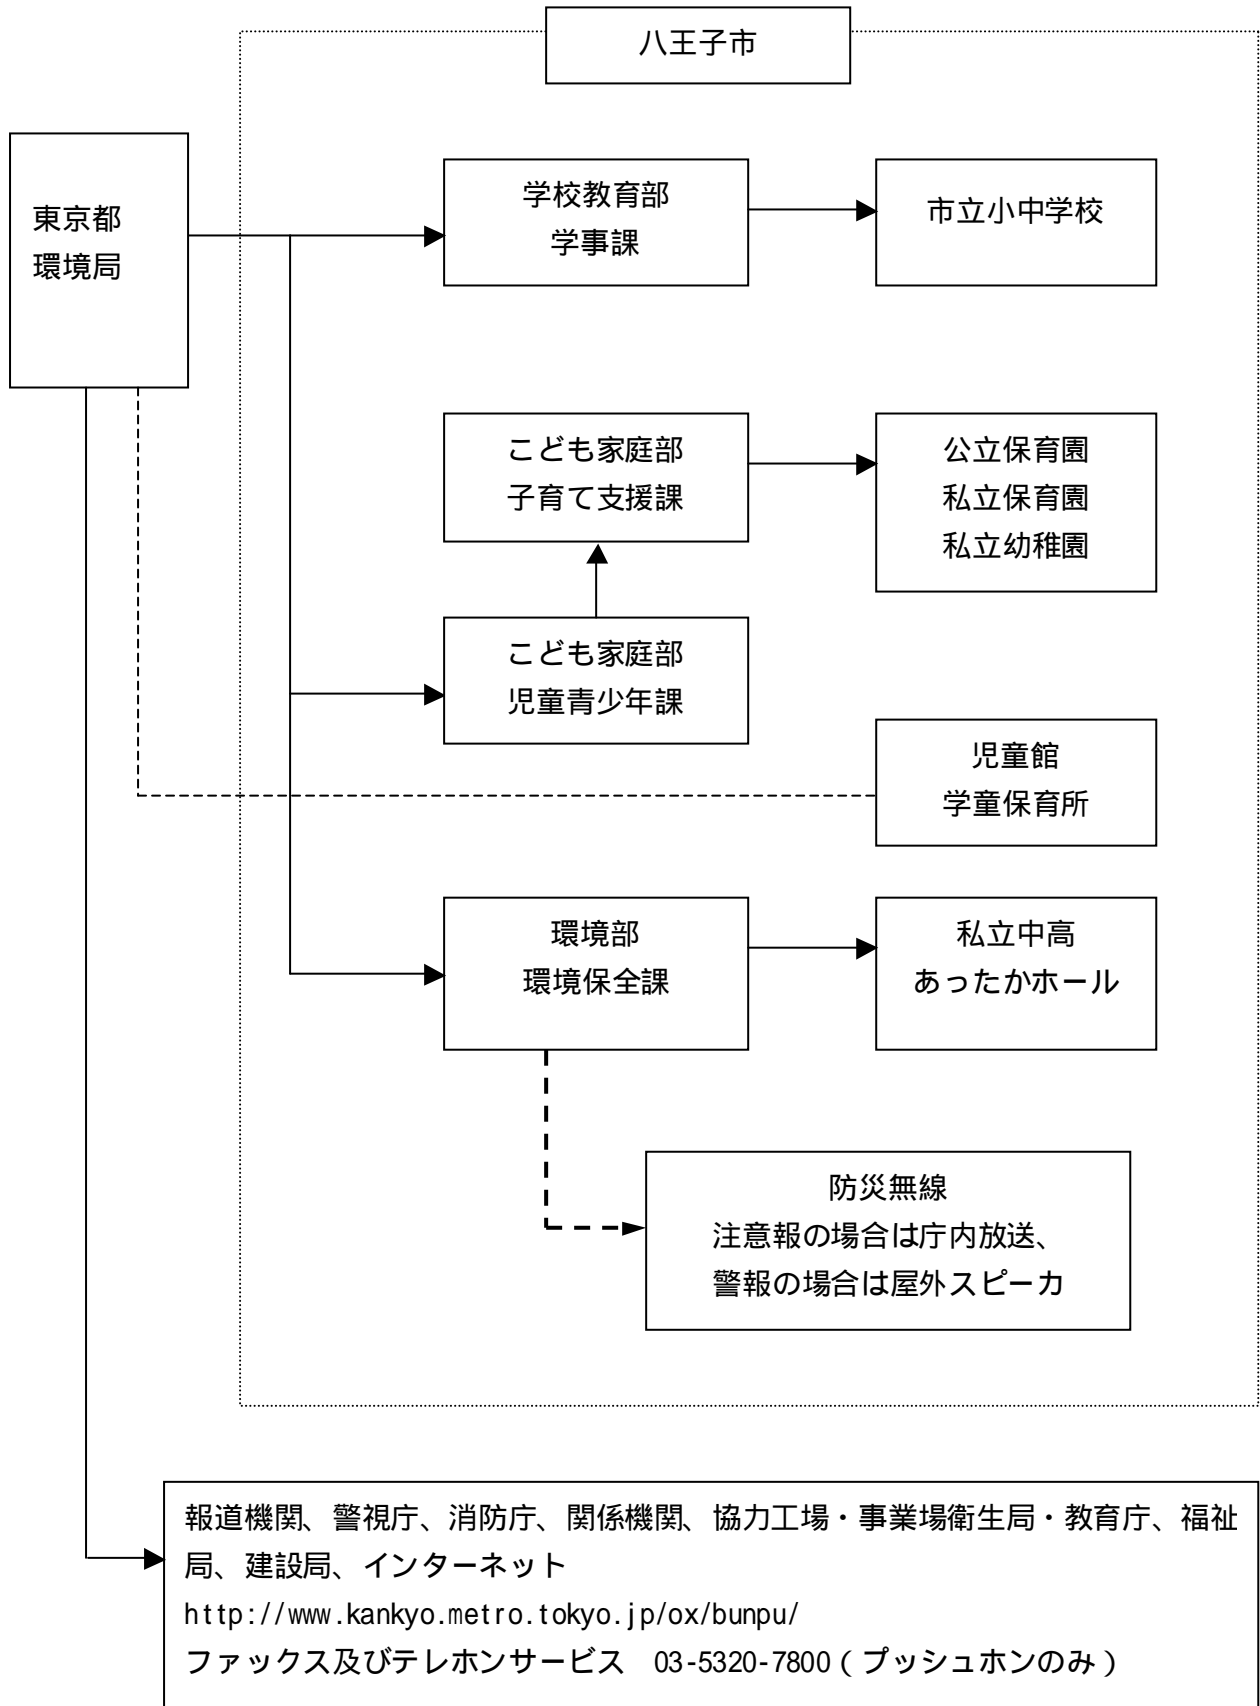 八王子市
東京都
環境局
学校教育部
学事課
市立小中学校
こども家庭部
子育て支援課
公立保育園
私立保育園
私立幼稚園
こども家庭部
児童青少年課
児童館
学童保育所
環境部
環境保全課
私立中高
あったかホール
防災無線
注意報の場合は庁内放送、
警報の場合は屋外スピーカ
報道機関、警視庁、消防庁、関係機関、協力工場・事業場衛生局・教育庁、福祉
局、建設局、インターネット
http://www.kankyo.metro.tokyo.jp/ox/bunpu/
ファックス及びテレホンサービス　03-5320-7800（プッシュホンのみ）